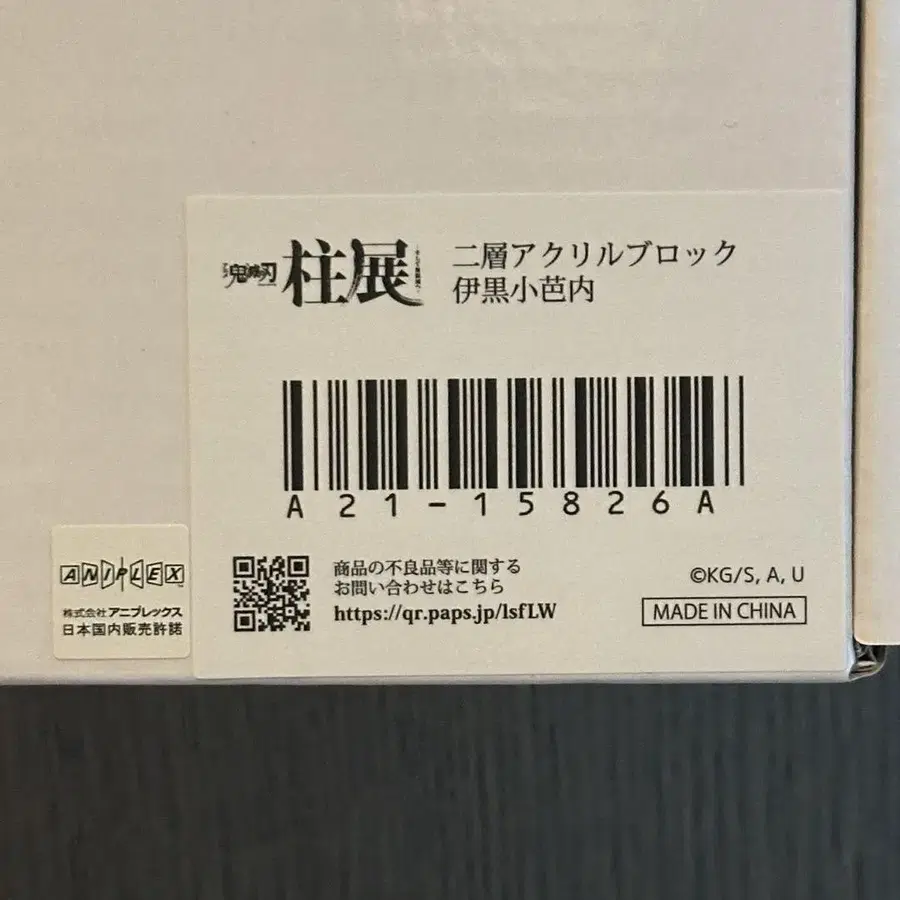 鬼滅の刃 柱展
二層アクリルブロック
伊黒小芭内
A21-15826A
商品の不良品等に関する
お問い合わせはこちら
https://qr.paps.jp/lsfLW
©KG/S, A, U
MADE IN CHINA
ANIPLEX
株式会社アニプレックス
日本国内販売許諾